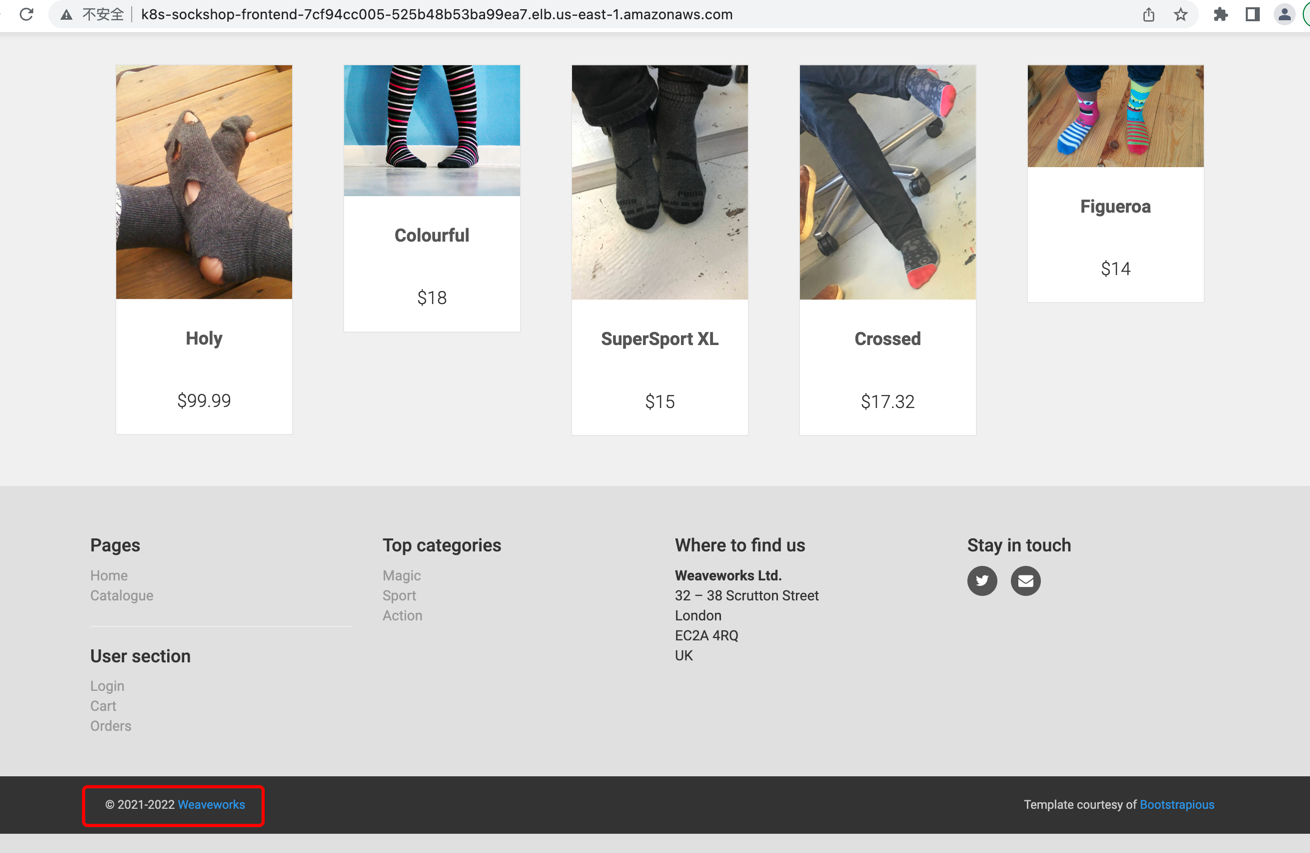 不安全 k8s-sockshop-frontend-7cf94cc005-525b48b53ba99ea7.elb.us-east-1.amazonaws.com
Holy
$99.99
Colourful
$18
SuperSport XL
$15
Crossed
$17.32
Figueroa
$14
Pages
Home
Catalogue
User section
Login
Cart
Orders
Top categories
Magic
Sport
Action
Where to find us
Weaveworks Ltd.
32 – 38 Scrutton Street
London
EC2A 4RQ
UK
Stay in touch
© 2021-2022 Weaveworks
Template courtesy of Bootstrapious